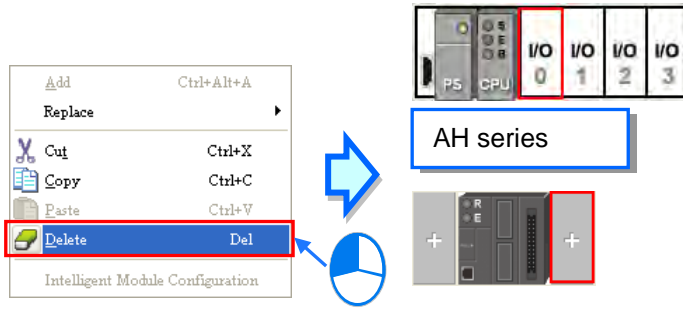 Add Ctrl+Alt+A
Replace
Cut Ctrl+X
Copy Ctrl+C
Paste Ctrl+V
Delete Del
Intelligent Module Configuration
PS CPU I/O 0 I/O 1 I/O 2 I/O 3
AH series
R
E